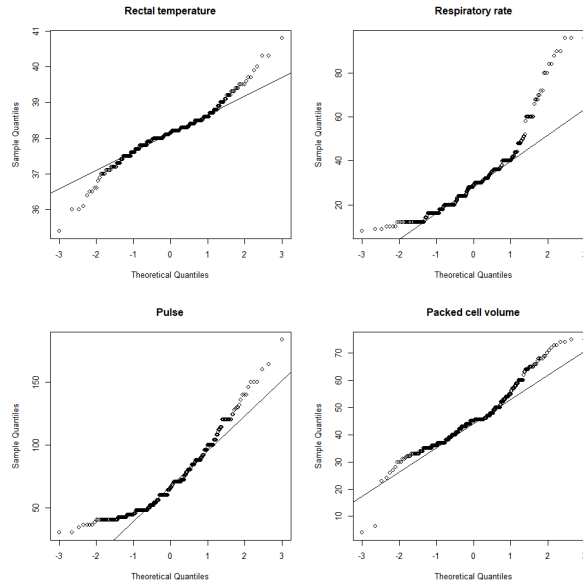 Rectal temperature
Sample Quantiles
41
40
39
38
37
36
-3 -2 -1 0 1 2 3
Theoretical Quantiles
Respiratory rate
Sample Quantiles
80
60
40
20
-3 -2 -1 0 1 2
Theoretical Quantiles
Pulse
Sample Quantiles
150
100
50
-3 -2 -1 0 1 2 3
Theoretical Quantiles
Packed cell volume
Sample Quantiles
70
60
50
40
30
20
10
-3 -2 -1 0 1 2
Theoretical Quantiles